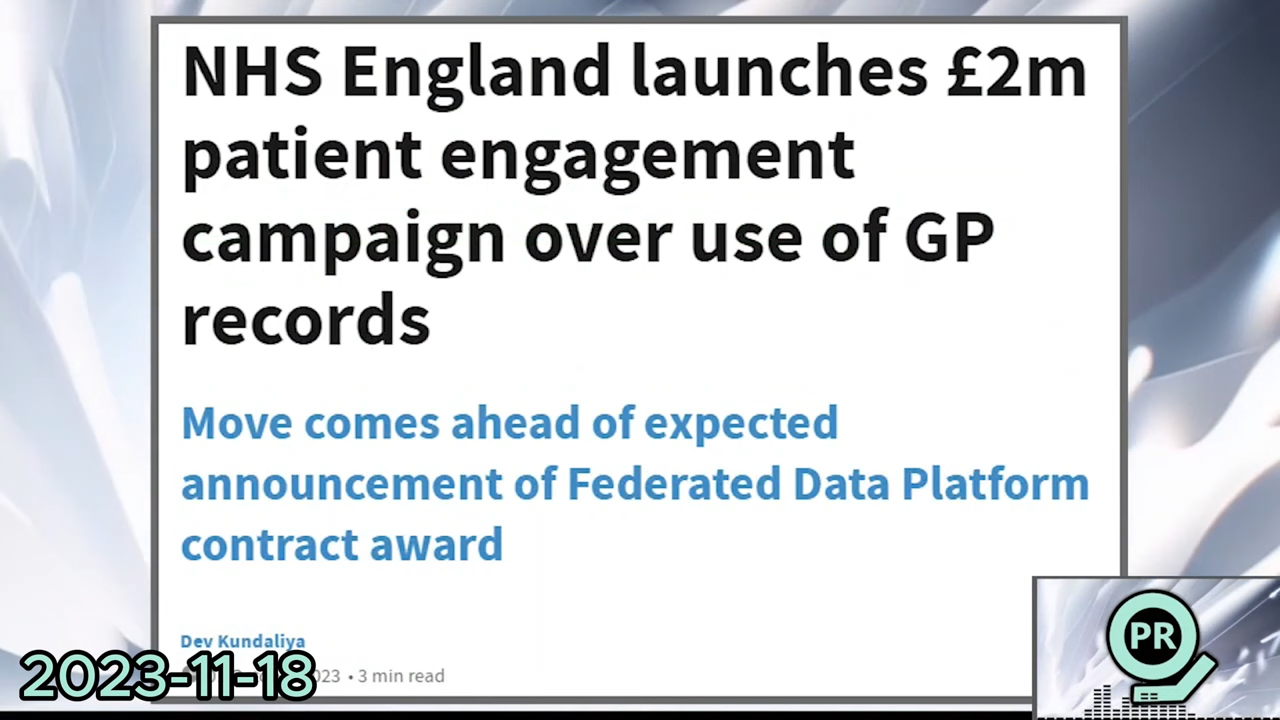 NHS England launches £2m
patient engagement
campaign over use of GP
records
Move comes ahead of expected
announcement of Federated Data Platform
contract award
Dev Kundaliya
2023-11-18
• 3 min read
PR